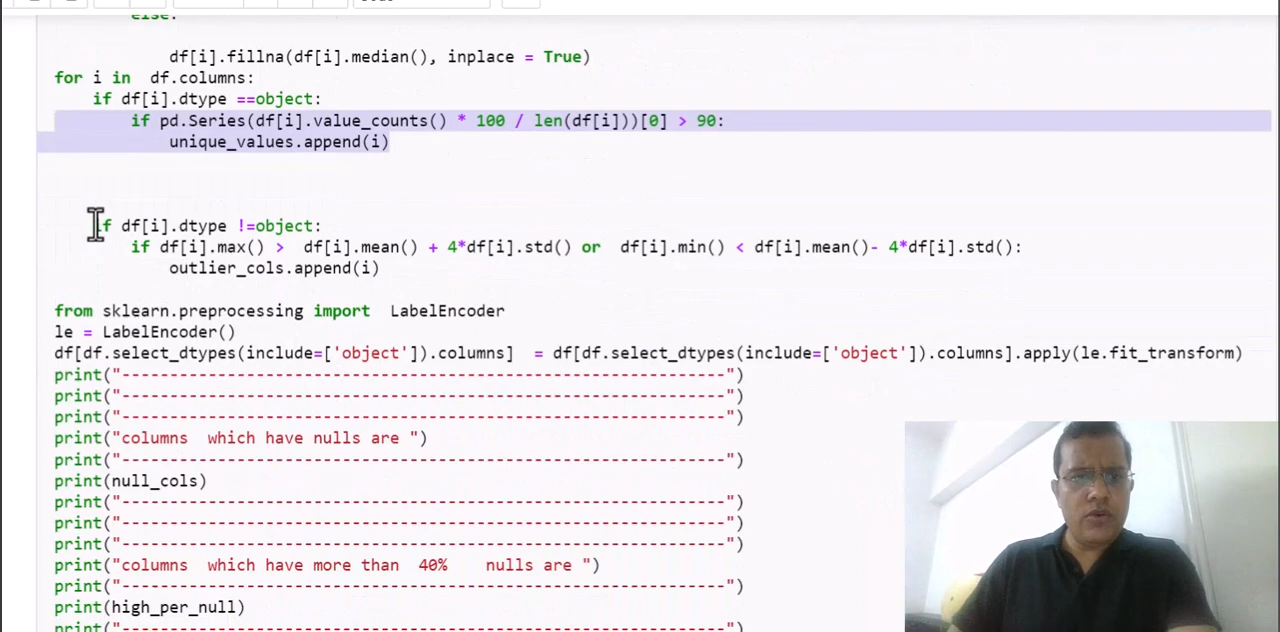 else:
df[i].fillna(df[i].median(), inplace = True)
for i in  df.columns:
if df[i].dtype ==object:
if pd.Series(df[i].value_counts() * 100 / len(df[i]))[0] > 90:
unique_values.append(i)
if df[i].dtype !=object:
if df[i].max() >  df[i].mean() + 4*df[i].std() or  df[i].min() < df[i].mean()- 4*df[i].std():
outlier_cols.append(i)
from sklearn.preprocessing import  LabelEncoder
le = LabelEncoder()
df[df.select_dtypes(include=['object']).columns]  = df[df.select_dtypes(include=['object']).columns].apply(le.fit_transform)
print("---------------------------------------------------------------")
print("---------------------------------------------------------------")
print("---------------------------------------------------------------")
print("columns  which have nulls are ")
print("---------------------------------------------------------------")
print(null_cols)
print("---------------------------------------------------------------")
print("---------------------------------------------------------------")
print("---------------------------------------------------------------")
print("columns  which have more than  40%    nulls are ")
print("---------------------------------------------------------------")
print(high_per_null)
print("---------------------------------------------------------------")